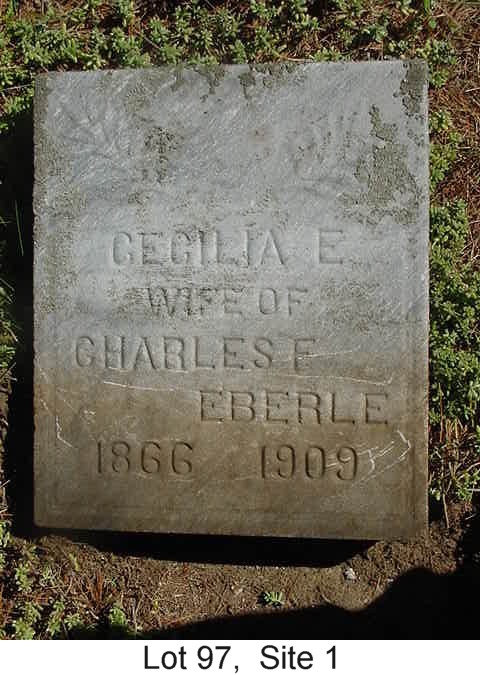 CECILIA E
WIFE OF
CHARLES F
EBERLE
1866 1909
Lot 97, Site 1